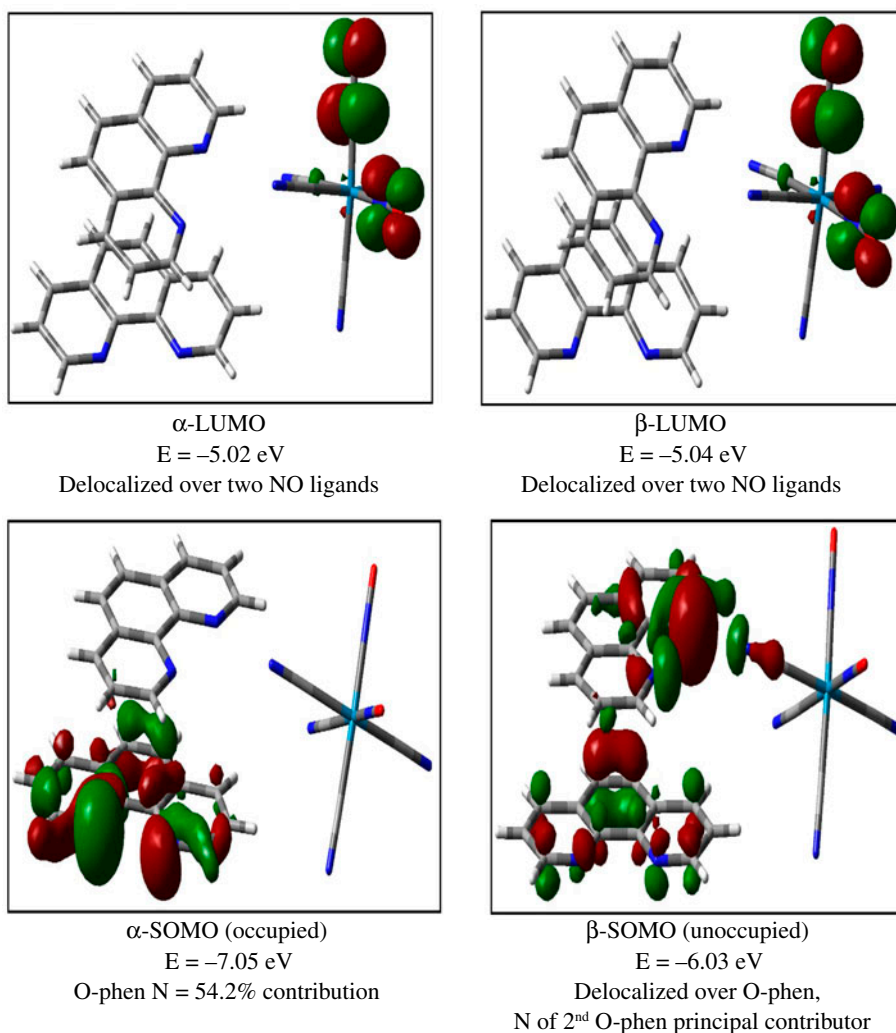 α-LUMO
E = –5.02 eV
Delocalized over two NO ligands
β-LUMO
E = –5.04 eV
Delocalized over two NO ligands
α-SOMO (occupied)
E = –7.05 eV
O-phen N = 54.2% contribution
β-SOMO (unoccupied)
E = –6.03 eV
Delocalized over O-phen,
N of 2nd O-phen principal contributor